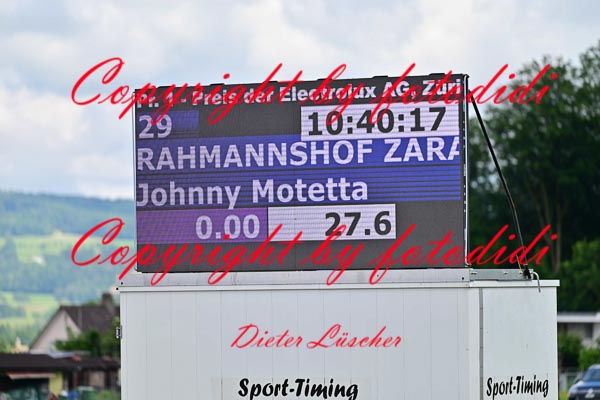 Preis der Electrolux AG, Zür
Copyright by fotodidi
29 10:40:17
RAHMANNSHOF ZARA
Johnny Motetta
0.00 27.6
Copyright by fotodidi
Dieter Lüscher
Sport-Timing Sport-Timing